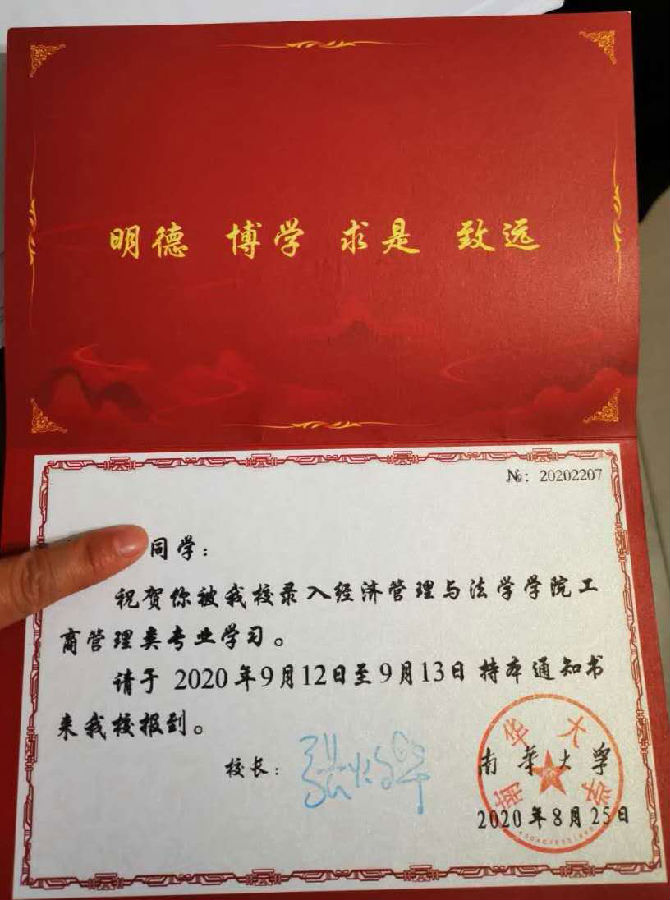 明德 博学 求是 致远
№: 20202207
同学:
祝贺你被我校录入经济管理与法学学院工
商管理类专业学习。
请于 2020年9月12日至9月13日 持本通知书
来我校报到。
校长:
南华大学
南华大学
2020年8月25日